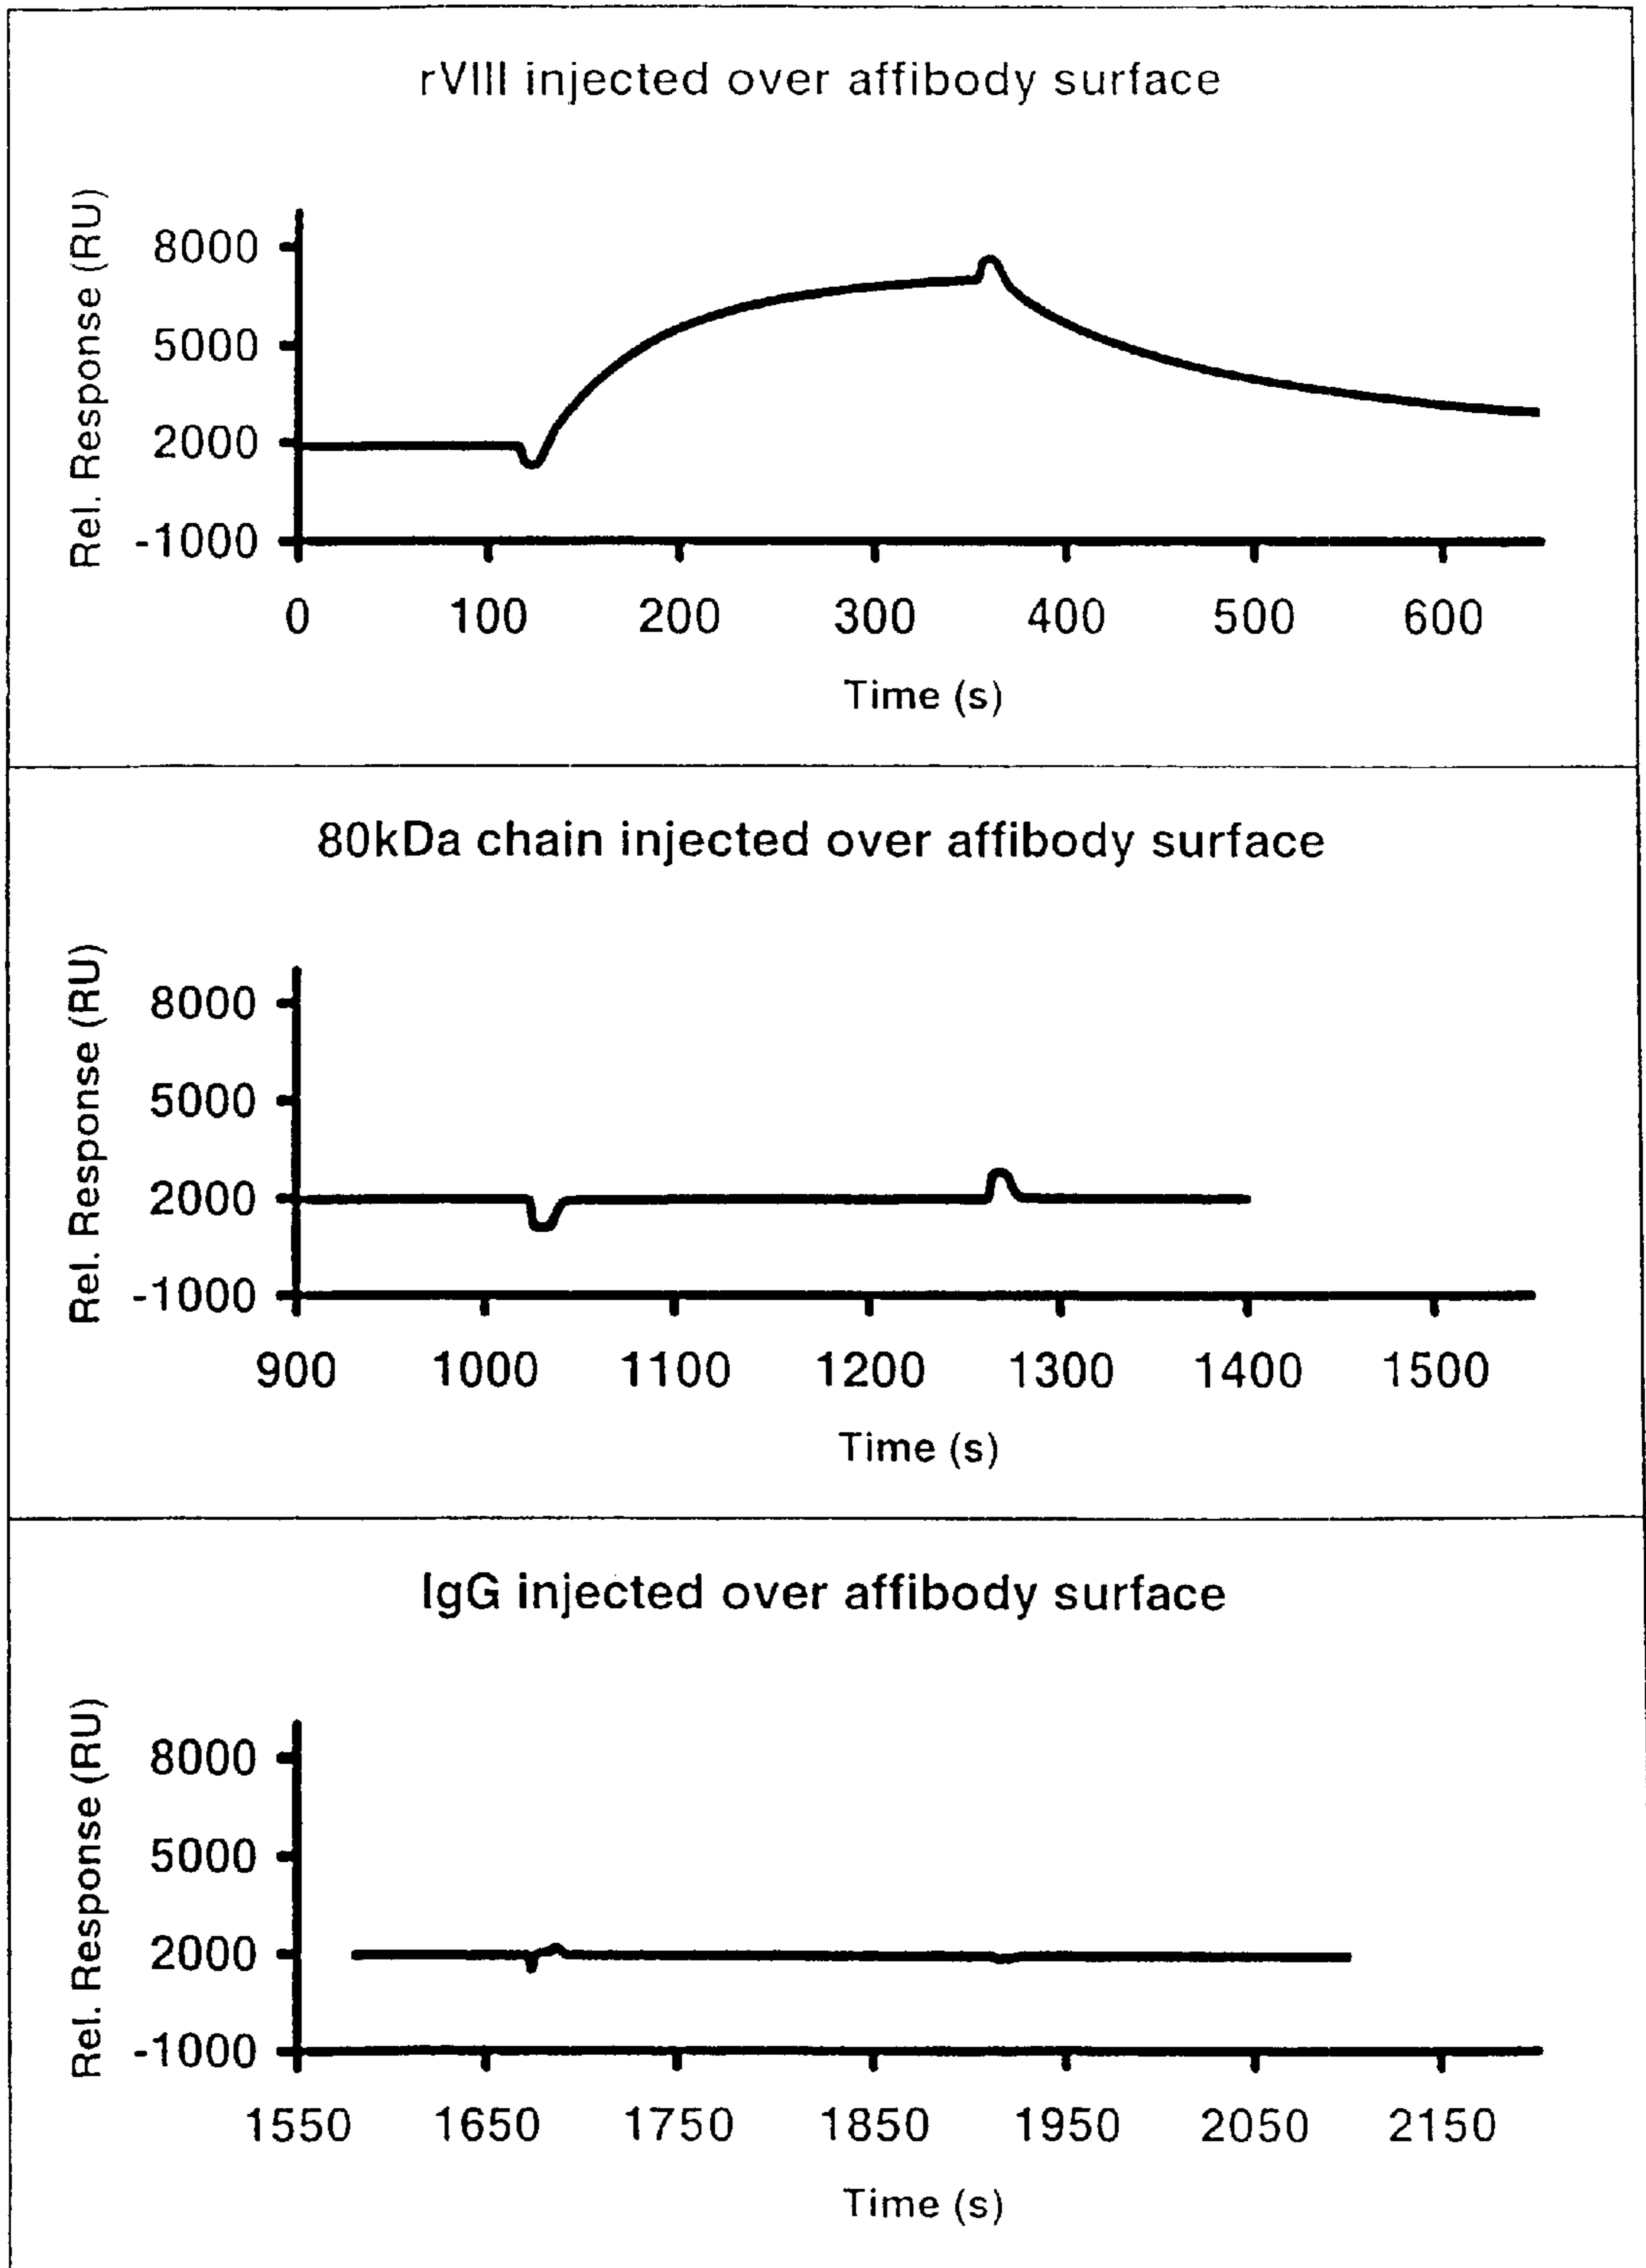 rVIII injected over affibody surface
Rel. Response (RU)
8000
5000
2000
-1000
0 100 200 300 400 500 600
Time (s)
80kDa chain injected over affibody surface
Rel. Response (RU)
8000
5000
2000
-1000
900 1000 1100 1200 1300 1400 1500
Time (s)
IgG injected over affibody surface
Rel. Response (RU)
8000
5000
2000
-1000
1550 1650 1750 1850 1950 2050 2150
Time (s)